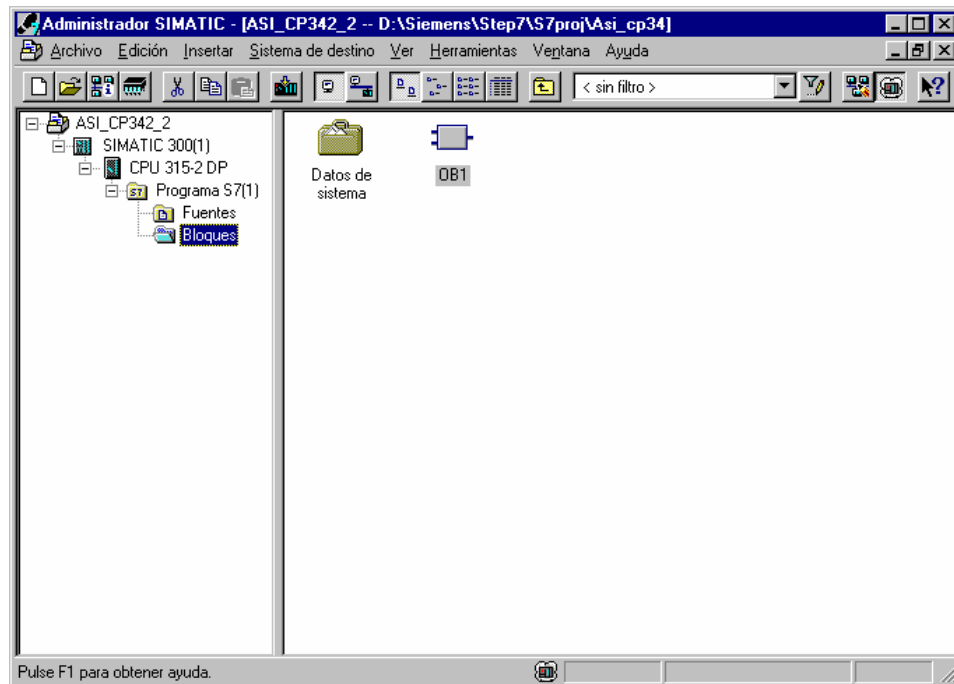 Administrador SIMATIC - [ASI_CP342_2 -- D:\Siemens\Step7\S7proj\Asi_cp34]
Archivo Edición Insertar Sistema de destino Ver Herramientas Ventana Ayuda
< sin filtro >
ASI_CP342_2
SIMATIC 300(1)
CPU 315-2 DP
Programa S7(1)
Fuentes
Bloques
Datos de
sistema
OB1
Pulse F1 para obtener ayuda.